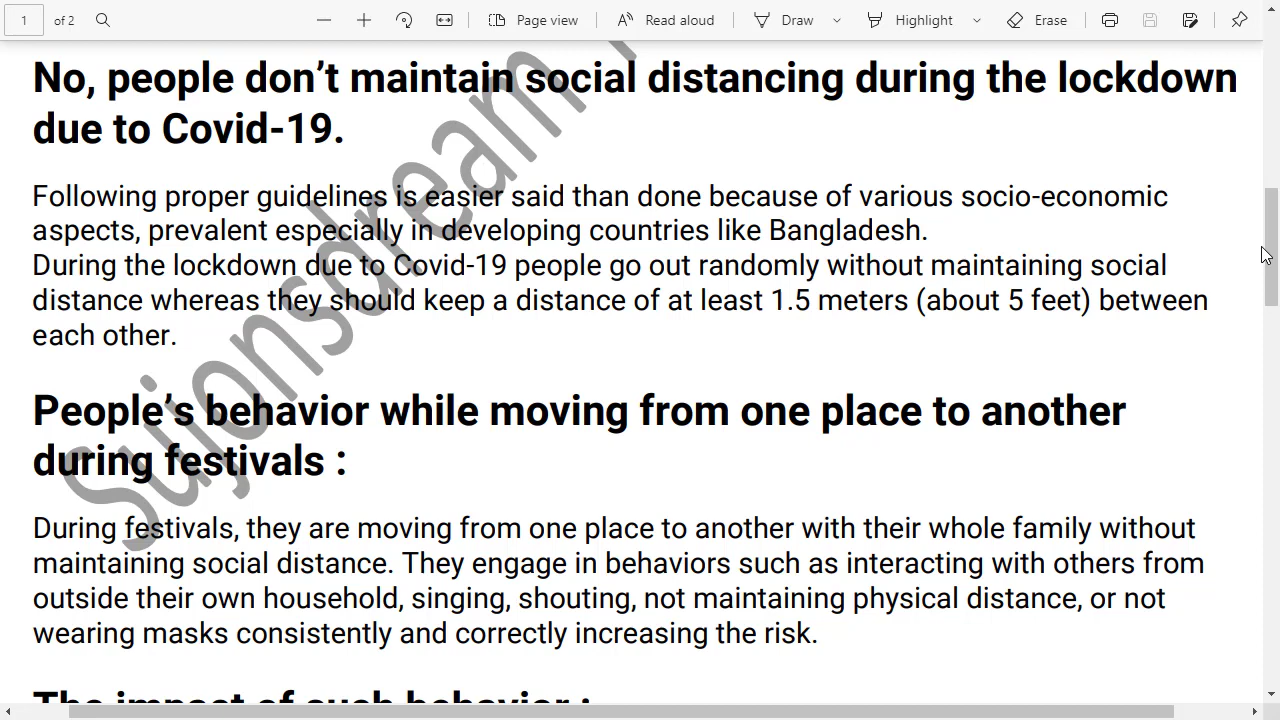 1 of 2 Page view Read aloud Draw Highlight Erase
No, people don’t maintain social distancing during the lockdown
due to Covid-19.
Following proper guidelines is easier said than done because of various socio-economic
aspects, prevalent especially in developing countries like Bangladesh.
During the lockdown due to Covid-19 people go out randomly without maintaining social
distance whereas they should keep a distance of at least 1.5 meters (about 5 feet) between
each other.
People’s behavior while moving from one place to another
during festivals :
During festivals, they are moving from one place to another with their whole family without
maintaining social distance. They engage in behaviors such as interacting with others from
outside their own household, singing, shouting, not maintaining physical distance, or not
wearing masks consistently and correctly increasing the risk.
The impact of such behavior :
Sujonsdream